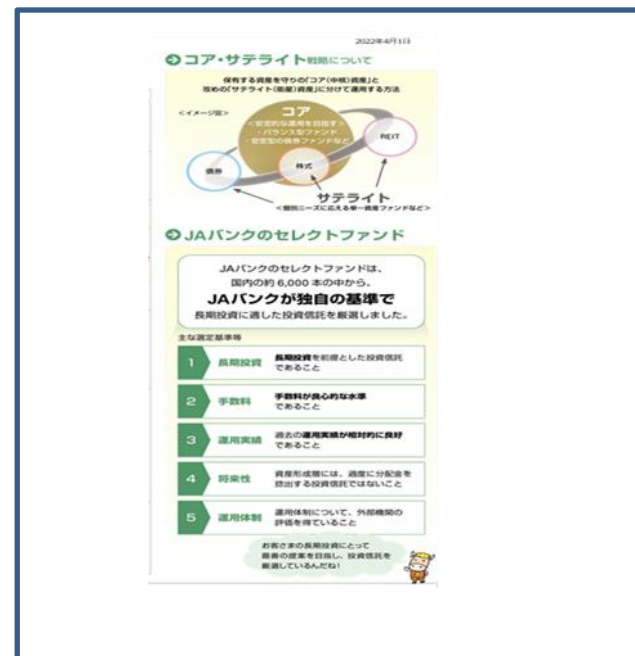 2022年4月1日
コア・サテライト戦略について
保有する資産を守りの「コア(中核)資産」と
攻めの「サテライト(衛星)資産」に分けて運用する方法
<イメージ図>
コア
<安定的な運用を目指す>
・バランス型ファンド
・安定型の債券ファンドなど
REIT
債券
株式
サテライト
<個別ニーズに応える単一資産ファンドなど>
JAバンクのセレクトファンド
JAバンクのセレクトファンドは、
国内の約6,000本の中から、
JAバンクが独自の基準で
長期投資に適した投資信託を厳選しました。
主な選定基準等
1 長期投資 長期投資を前提とした投資信託
であること
2 手数料 手数料が良心的な水準
であること
3 運用実績 過去の運用実績が相対的に良好
であること
4 将来性 資産形成層には、過度に分配金を
捻出する投資信託ではないこと
5 運用体制 運用体制について、外部機関の
評価を得ていること
お客さまの長期投資にとって
最善の提案を目指し、投資信託を
厳選しているんだね!